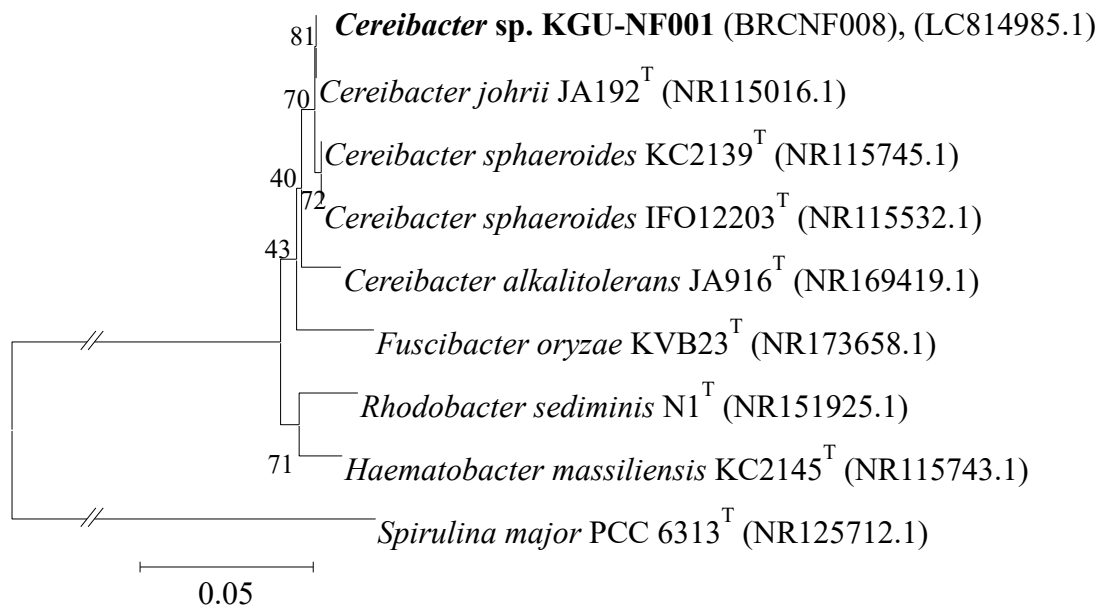 81
Cereibacter sp. KGU-NF001 (BRCNF008), (LC814985.1)
70
Cereibacter johrii JA192T (NR115016.1)
Cereibacter sphaeroides KC2139T (NR115745.1)
40
72
Cereibacter sphaeroides IFO12203T (NR115532.1)
43
Cereibacter alkalitolerans JA916T (NR169419.1)
Fuscibacter oryzae KVB23T (NR173658.1)
Rhodobacter sediminis N1T (NR151925.1)
71
Haematobacter massiliensis KC2145T (NR115743.1)
Spirulina major PCC 6313T (NR125712.1)
0.05